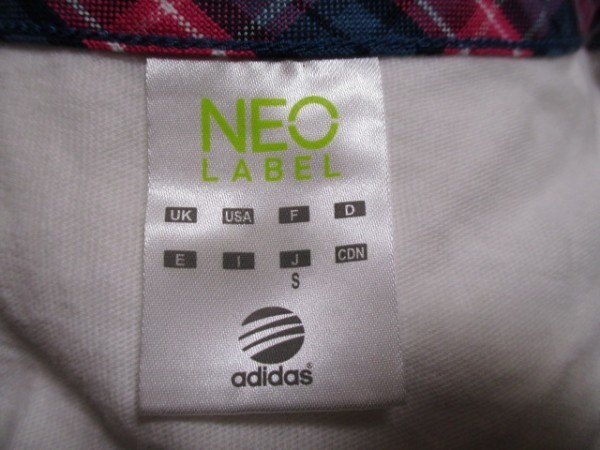 NEO
LABEL
UK USA F D
E I J CDN
S
adidas®